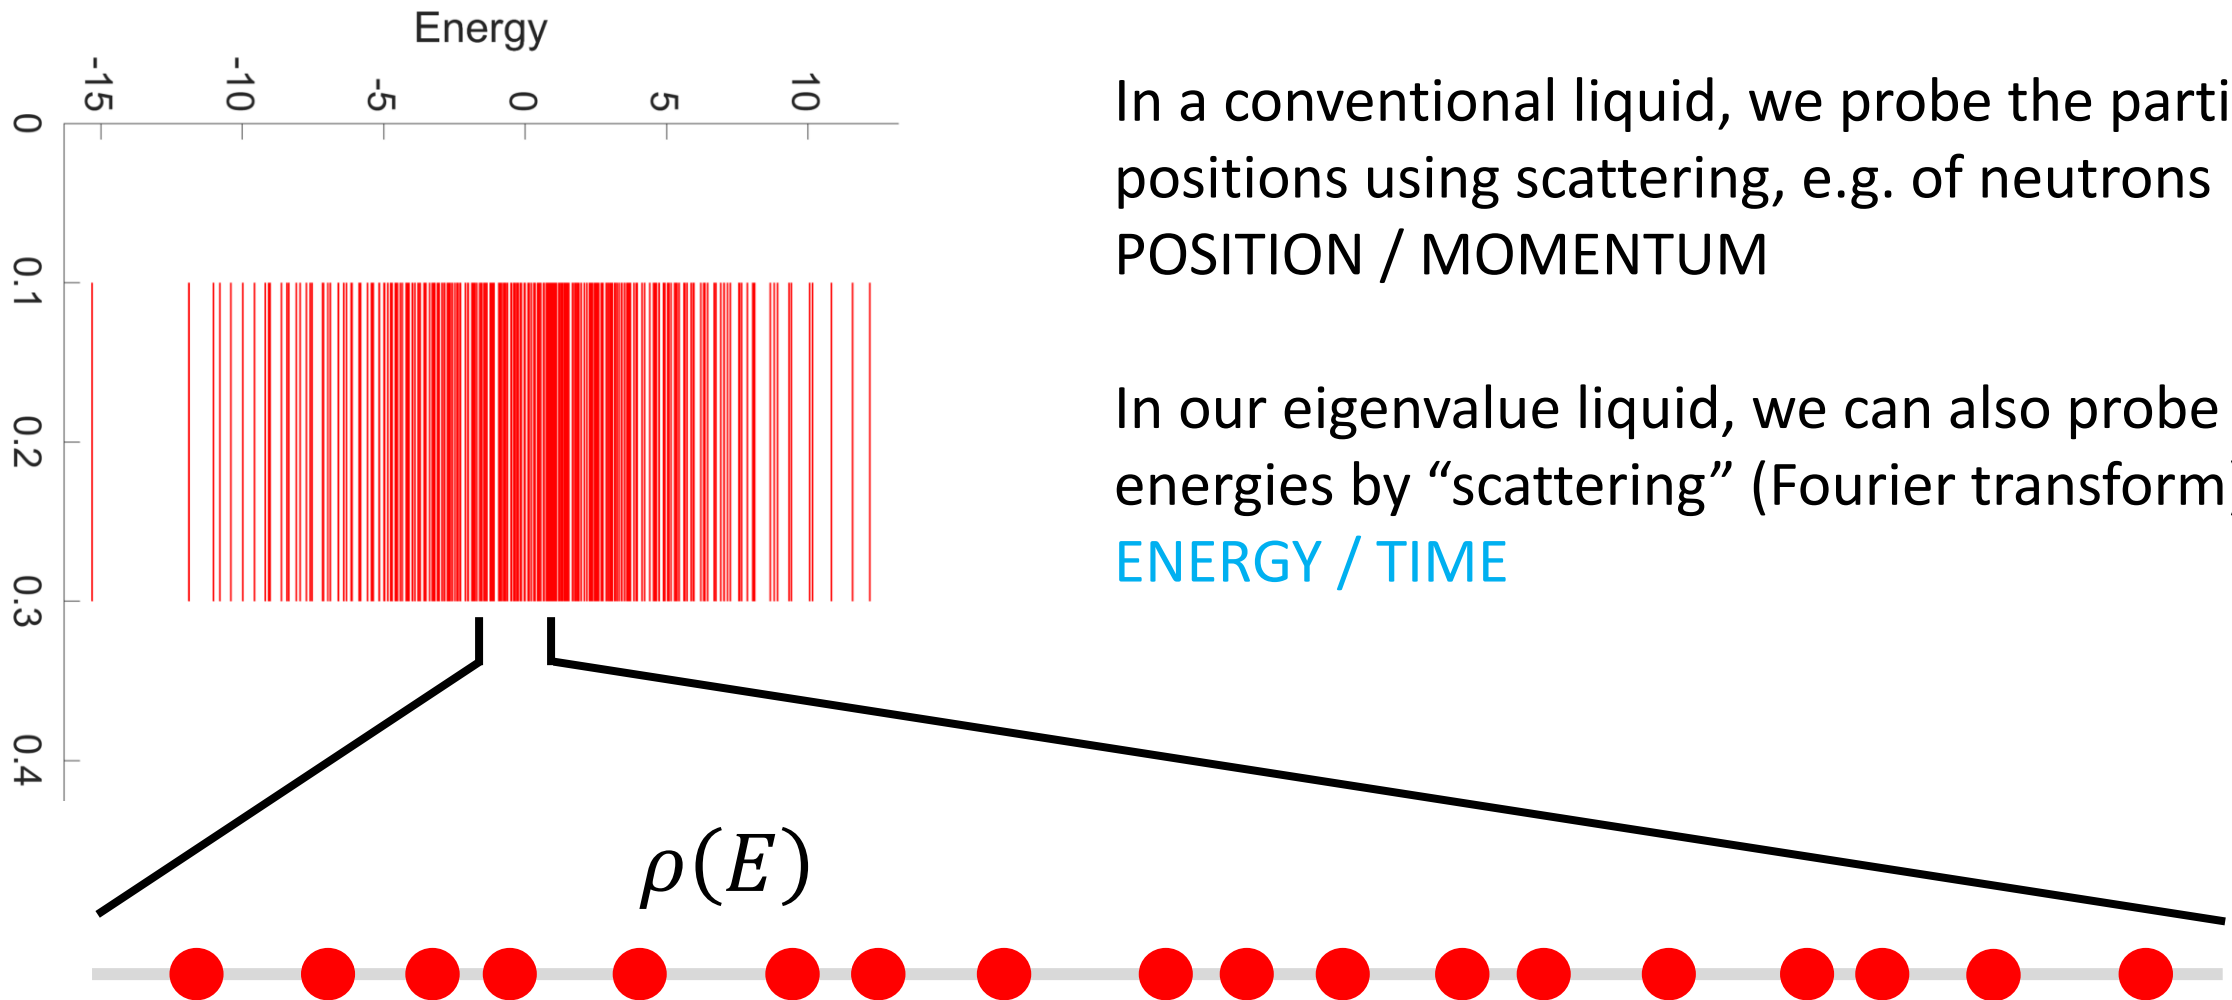 Energy
-15 -10 -5 0 5 10
0
0.1
0.2
0.3
0.4
In a conventional liquid, we probe the parti
positions using scattering, e.g. of neutrons
POSITION / MOMENTUM
In our eigenvalue liquid, we can also probe
energies by “scattering” (Fourier transform)
ENERGY / TIME
ρ(E)